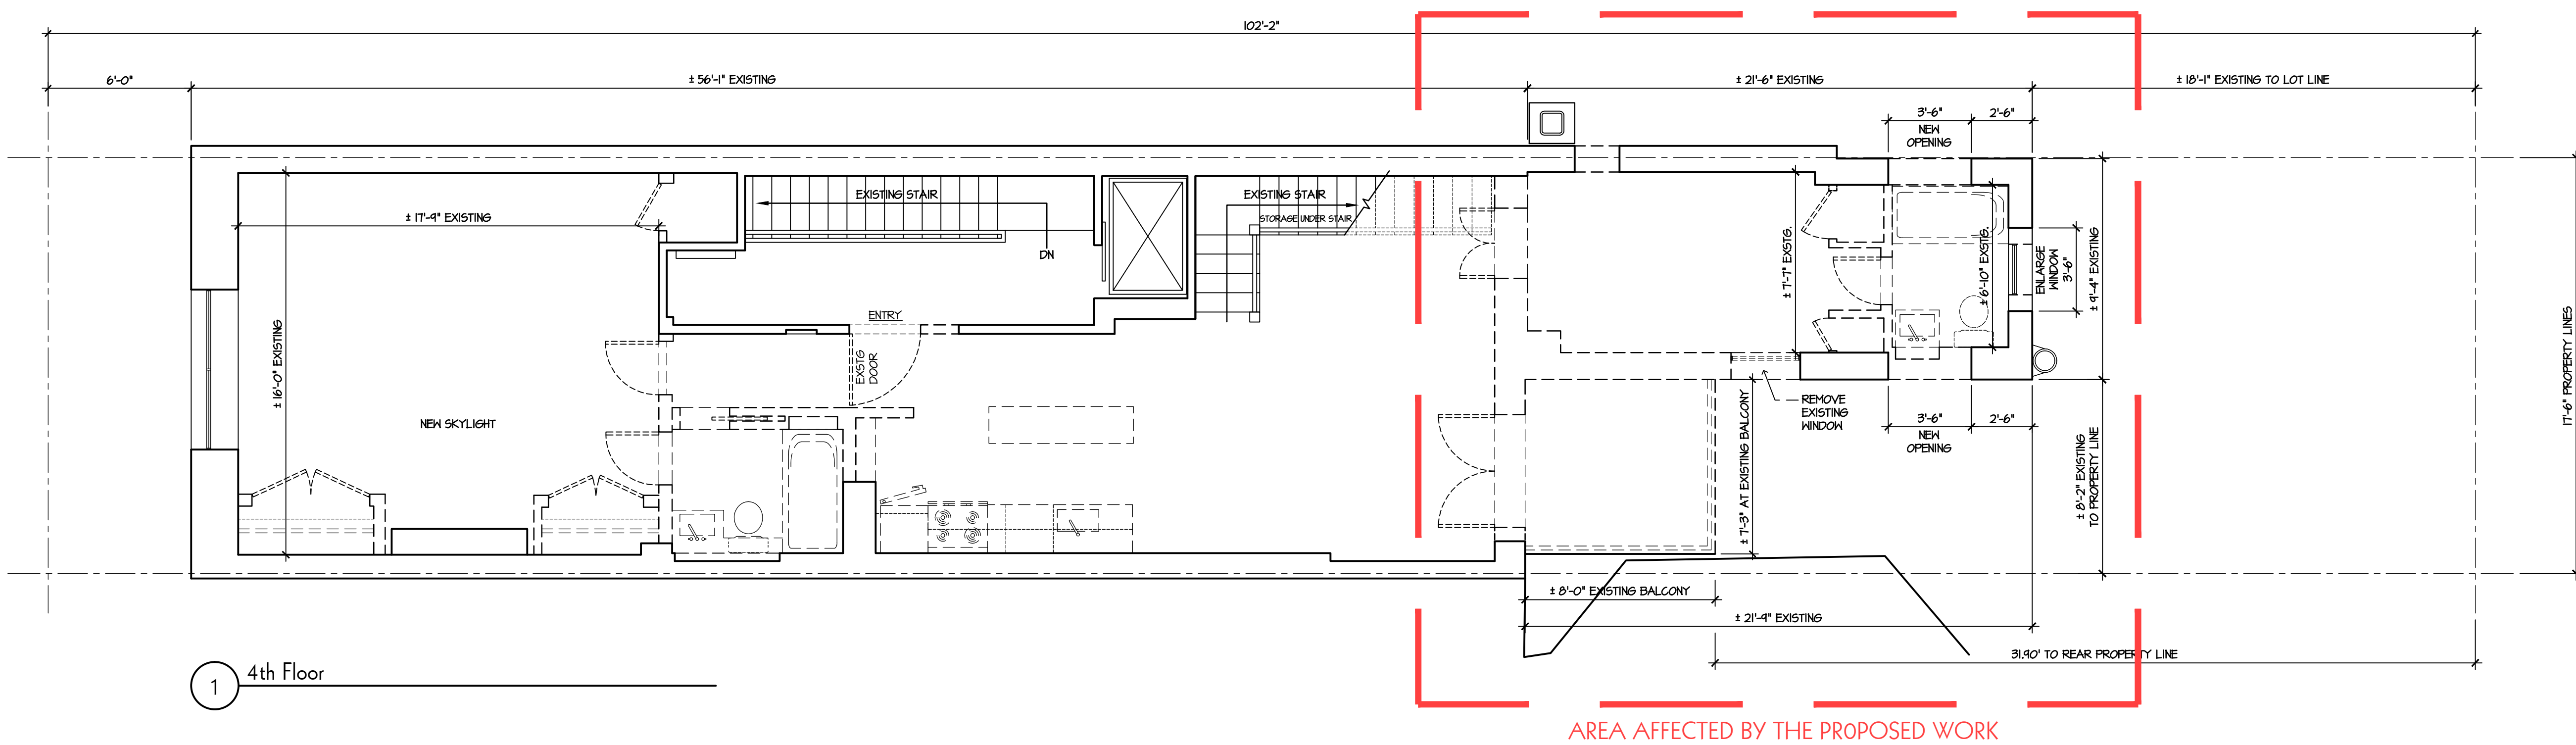 102'-2"
6'-0"
± 56'-1" EXISTING
± 21'-6" EXISTING
± 18'-1" EXISTING TO LOT LINE
3'-6"
NEW
OPENING
2'-6"
EXISTING STAIR
EXISTING STAIR
STORAGE UNDER STAIR
± 17'-9" EXISTING
DN
± 7'-7" EXSTG.
± 6'-10" EXSTG.
ENLARGE
WINDOW
3'-6"
± 9'-4" EXISTING
ENTRY
EXSTG
DOOR
± 16'-0" EXISTING
17'-6" PROPERTY LINES
NEW SKYLIGHT
REMOVE
EXISTING
WINDOW
3'-6"
NEW
OPENING
2'-6"
± 7'-3" AT EXISTING BALCONY
± 8'-2" EXISTING
TO PROPERTY LINE
± 8'-0" EXISTING BALCONY
± 21'-9" EXISTING
31.90' TO REAR PROPERTY LINE
1
4th Floor
AREA AFFECTED BY THE PROPOSED WORK